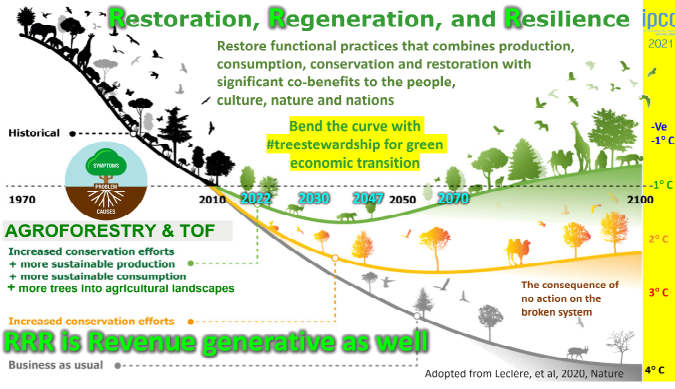 Restoration, Regeneration, and Resilience
ipcc
2021
Restore functional practices that combines production,
consumption, conservation and restoration with
significant co-benefits to the people,
culture, nature and nations
Bend the curve with
#treestewardship for green
economic transition
Historical
-Ve
-1° C
SYMPTOMS
PROBLEM
CAUSES
-1° C
1970
2010
2022
2030
2047
2050
2070
2100
AGROFORESTRY & TOF
Increased conservation efforts
+ more sustainable production
+ more sustainable consumption
+ more trees into agricultural landscapes
2° C
The consequence of
no action on the
broken system
3° C
Increased conservation efforts
RRR is Revenue generative as well
Business as usual
Adopted from Leclère, et al, 2020, Nature
4° C